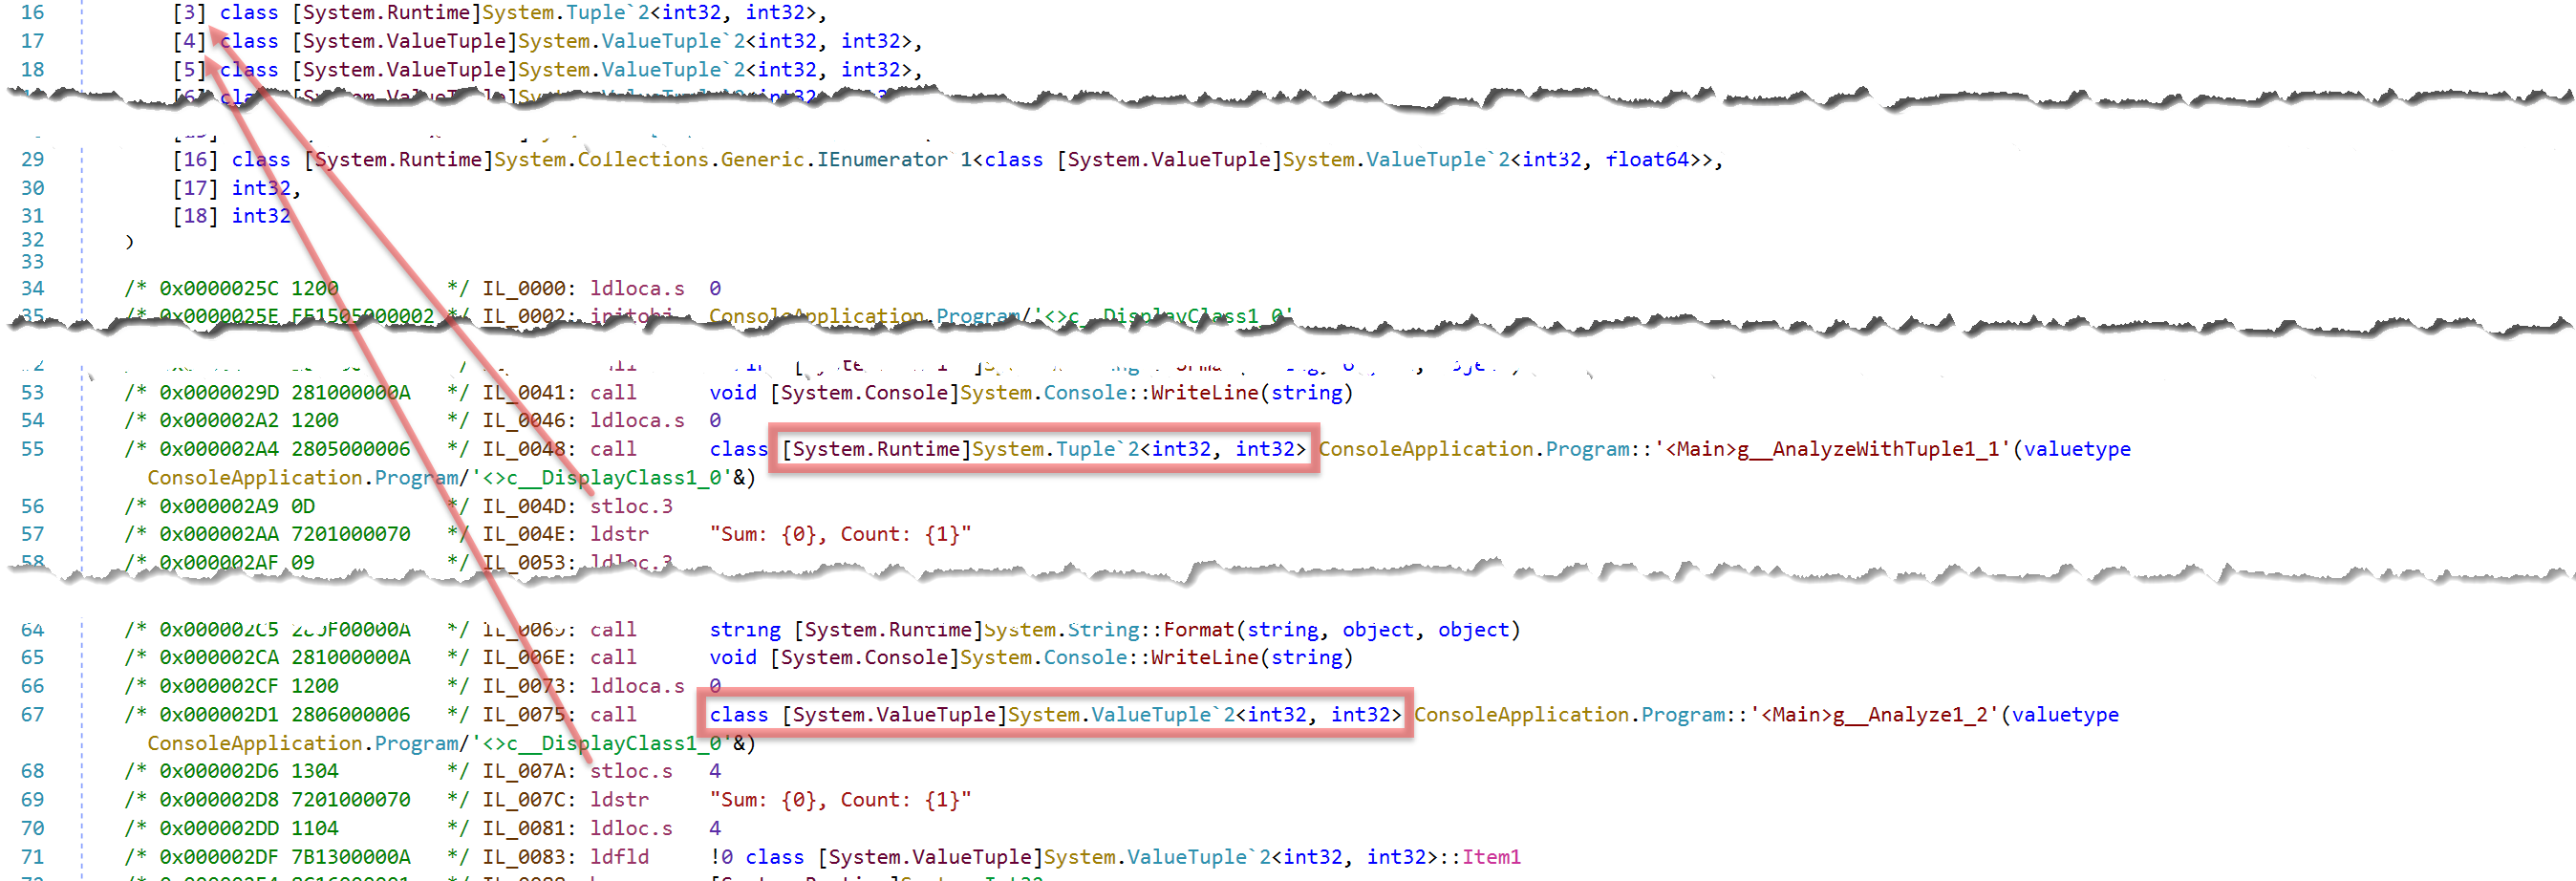 16 [3] class [System.Runtime]System.Tuple`2<int32, int32>,
17 [4] class [System.ValueTuple]System.ValueTuple`2<int32, int32>,
18 [5] class [System.ValueTuple]System.ValueTuple`2<int32, int32>,
29 [16] class [System.Runtime]System.Collections.Generic.IEnumerator`1<class [System.ValueTuple]System.ValueTuple`2<int32, float64>>,
30 [17] int32,
31 [18] int32
32 )
33
34 /* 0x0000025C 1200 */ IL_0000: ldloca.s 0
35 /* 0x0000025E FE1505000002 */ IL_0002: initobj ConsoleApplication.Program/'<>c__DisplayClass1_0'
53 /* 0x0000029D 281000000A */ IL_0041: call void [System.Console]System.Console::WriteLine(string)
54 /* 0x000002A2 1200 */ IL_0046: ldloca.s 0
55 /* 0x000002A4 2805000006 */ IL_0048: call class [System.Runtime]System.Tuple`2<int32, int32> ConsoleApplication.Program::'<Main>g__AnalyzeWithTuple1_1'(valuetype
ConsoleApplication.Program/'<>c__DisplayClass1_0'&)
56 /* 0x000002A9 0D */ IL_004D: stloc.3
57 /* 0x000002AA 7201000070 */ IL_004E: ldstr "Sum: {0}, Count: {1}"
58 /* 0x000002AF 09 */ IL_0053: ldloc.3
64 /* 0x000002C5 280F00000A */ IL_0069: call string [System.Runtime]System.String::Format(string, object, object)
65 /* 0x000002CA 281000000A */ IL_006E: call void [System.Console]System.Console::WriteLine(string)
66 /* 0x000002CF 1200 */ IL_0073: ldloca.s 0
67 /* 0x000002D1 2806000006 */ IL_0075: call class [System.ValueTuple]System.ValueTuple`2<int32, int32> ConsoleApplication.Program::'<Main>g__Analyze1_2'(valuetype
ConsoleApplication.Program/'<>c__DisplayClass1_0'&)
68 /* 0x000002D6 1304 */ IL_007A: stloc.s 4
69 /* 0x000002D8 7201000070 */ IL_007C: ldstr "Sum: {0}, Count: {1}"
70 /* 0x000002DD 1104 */ IL_0081: ldloc.s 4
71 /* 0x000002DF 7B1300000A */ IL_0083: ldfld !0 class [System.ValueTuple]System.ValueTuple`2<int32, int32>::Item1